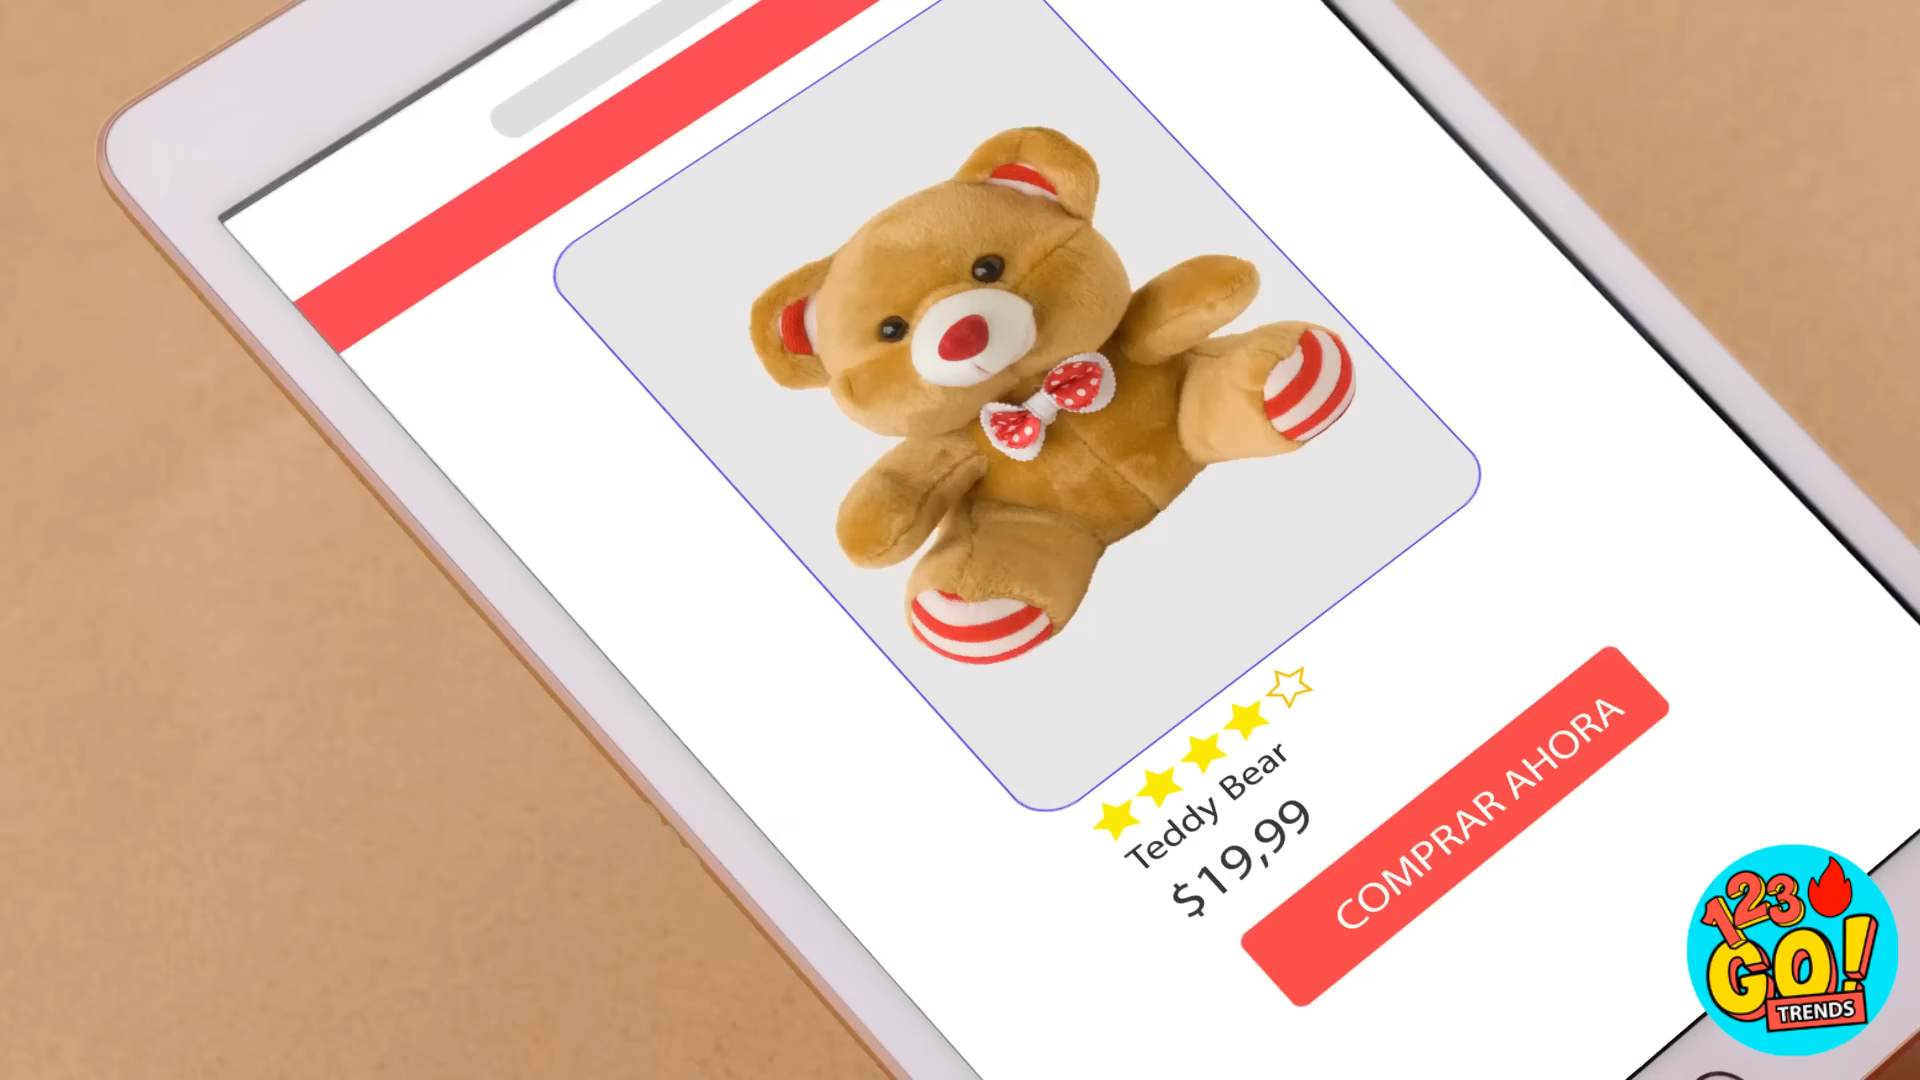 Teddy Bear
$19,99
COMPRAR AHORA
123
GO!
TRENDS